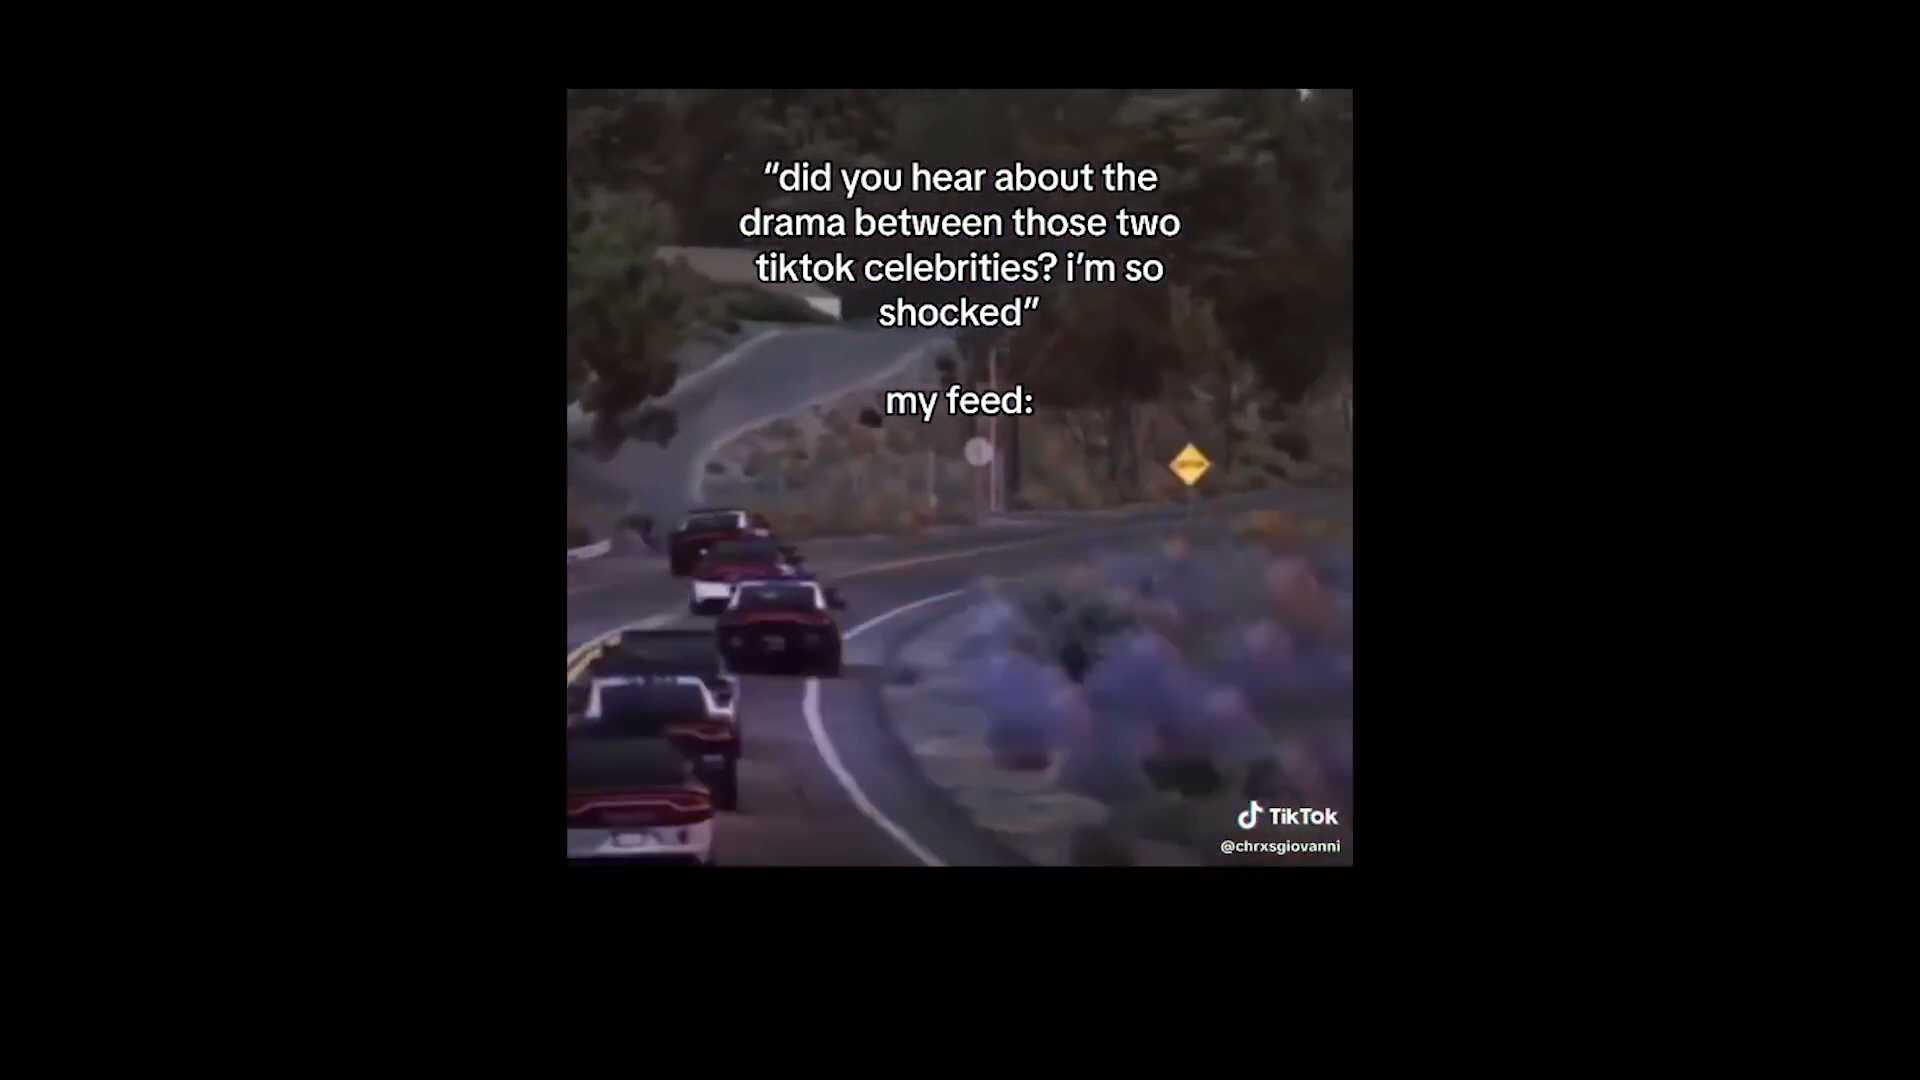 “did you hear about the
drama between those two
tiktok celebrities? i’m so
shocked”
my feed:
TikTok
@chrxsgiovanni